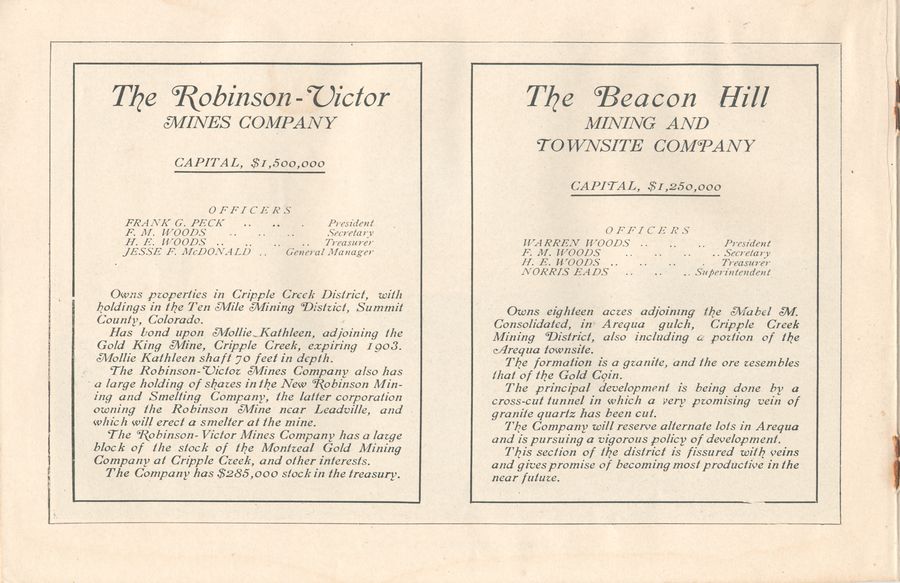 The Robinson-Victor
MINES COMPANY
CAPITAL, $1,500,000
OFFICERS
FRANK G. PECK .. .. . President
F. M. WOODS .. .. .. Secretary
H. E. WOODS .. .. .. .. Treasurer
JESSE F. McDONALD .. General Manager
Owns properties in Cripple Creek District, with
holdings in the Ten Mile Mining District, Summit
County, Colorado.
Has bond upon Mollie Kathleen, adjoining the
Gold King Mine, Cripple Creek, expiring 1903.
Mollie Kathleen shaft 70 feet in depth.
The Robinson-Victor Mines Company also has
a large holding of shares in the New Robinson Min-
ing and Smelting Company, the latter corporation
owning the Robinson Mine near Leadville, and
which will erect a smelter at the mine.
The Robinson-Victor Mines Company has a large
block of the stock of the Montreal Gold Mining
Company at Cripple Creek, and other interests.
The Company has $285,000 stock in the treasury.
The Beacon Hill
MINING AND
TOWNSITE COMPANY
CAPITAL, $1,250,000
OFFICERS
WARREN WOODS .. .. .. President
F. M. WOODS .. .. .. .. Secretary
H. E. WOODS .. .. .. . Treasurer
NORRIS EADS .. .. .. Superintendent
Owns eighteen acres adjoining the Mabel M.
Consolidated, in Arequa gulch, Cripple Creek
Mining District, also including a portion of the
Arequa townsite.
The formation is a granite, and the ore resembles
that of the Gold Coin.
The principal development is being done by a
cross-cut tunnel in which a very promising vein of
granite quartz has been cut.
The Company will reserve alternate lots in Arequa
and is pursuing a vigorous policy of development.
This section of the district is fissured with veins
and gives promise of becoming most productive in the
near future.